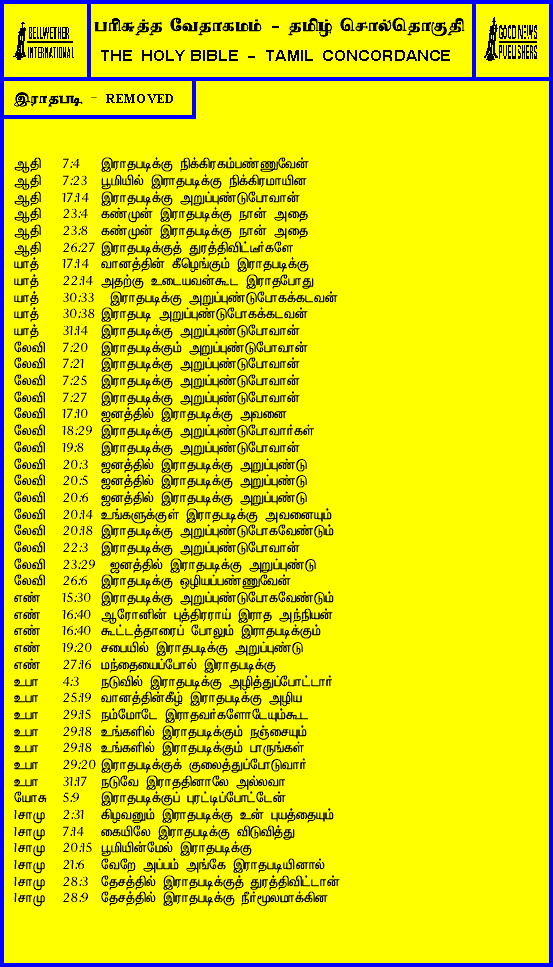 BELLWETHER
INTERNATIONAL
பரிசுத்த வேதாகமம் - தமிழ் சொல்தொகுதி
THE HOLY BIBLE - TAMIL CONCORDANCE
GOOD NEWS
PUBLISHERS
இராதபடி - REMOVED
ஆதி 7:4 இராதபடிக்கு நிக்கிரகம்பண்ணுவேன்
ஆதி 7:23 பூமியில் இராதபடிக்கு நிக்கிரமாயின
ஆதி 17:14 இராதபடிக்கு அறுப்புண்டுபோவான்
ஆதி 23:4 கண்முன் இராதபடிக்கு நான் அதை
ஆதி 23:8 கண்முன் இராதபடிக்கு நான் அதை
ஆதி 26:27 இராதபடிக்குத் துரத்திவிட்டீர்களே
யாத் 17:14 வானத்தின் கீழெங்கும் இராதபடிக்கு
யாத் 22:14 அதற்கு உடையவன்கூட இராதபோது
யாத் 30:33 இராதபடிக்கு அறுப்புண்டுபோகக்கடவன்
யாத் 30:38 இராதபடி அறுப்புண்டுபோகக்கடவன்
யாத் 31:14 இராதபடிக்கு அறுப்புண்டுபோவான்
லேவி 7:20 இராதபடிக்கும் அறுப்புண்டுபோவான்
லேவி 7:21 இராதபடிக்கு அறுப்புண்டுபோவான்
லேவி 7:25 இராதபடிக்கு அறுப்புண்டுபோவான்
லேவி 7:27 இராதபடிக்கு அறுப்புண்டுபோவான்
லேவி 17:10 ஜனத்தில் இராதபடிக்கு அவனை
லேவி 18:29 இராதபடிக்கு அறுப்புண்டுபோவார்கள்
லேவி 19:8 இராதபடிக்கு அறுப்புண்டுபோவான்
லேவி 20:3 ஜனத்தில் இராதபடிக்கு அறுப்புண்டு
லேவி 20:5 ஜனத்தில் இராதபடிக்கு அறுப்புண்டு
லேவி 20:6 ஜனத்தில் இராதபடிக்கு அறுப்புண்டு
லேவி 20:14 உங்களுக்குள் இராதபடிக்கு அவனையும்
லேவி 20:18 இராதபடிக்கு அறுப்புண்டுபோகவேண்டும்
லேவி 22:3 இராதபடிக்கு அறுப்புண்டுபோவான்
லேவி 23:29 ஜனத்தில் இராதபடிக்கு அறுப்புண்டு
லேவி 26:6 இராதபடிக்கு ஒழியப்பண்ணுவேன்
எண் 15:30 இராதபடிக்கு அறுப்புண்டுபோகவேண்டும்
எண் 16:40 ஆரோனின் புத்திரராய் இராத அந்நியன்
எண் 16:40 கூட்டத்தாரைப் போலும் இராதபடிக்கும்
எண் 19:20 சபையில் இராதபடிக்கு அறுப்புண்டு
எண் 27:16 மந்தையைப்போல் இராதபடிக்கு
உபா 4:3 நடுவில் இராதபடிக்கு அழித்துப்போட்டார்
உபா 25:19 வானத்தின்கீழ் இராதபடிக்கு அழிய
உபா 29:15 நம்மோடே இராதவர்களோடேயும்கூட
உபா 29:18 உங்களில் இராதபடிக்கும் நஞ்சையும்
உபா 29:18 உங்களில் இராதபடிக்கும் பாருங்கள்
உபா 29:20 இராதபடிக்குக் குலைத்துப்போடுவார்
உபா 31:17 நடுவே இராததினாலே அல்லவா
யோசு 5:9 இராதபடிக்குப் புரட்டிப்போட்டேன்
1சாமு 2:31 கிழவனும் இராதபடிக்கு உன் புயத்தையும்
1சாமு 7:14 கையிலே இராதபடிக்கு விடுவித்து
1சாமு 20:15 பூமியின்மேல் இராதபடிக்கு
1சாமு 21:6 வேறே அப்பம் அங்கே இராதபடியினால்
1சாமு 28:3 தேசத்தில் இராதபடிக்குத் துரத்திவிட்டான்
1சாமு 28:9 தேசத்தில் இராதபடிக்கு நிர்மூலமாக்கின